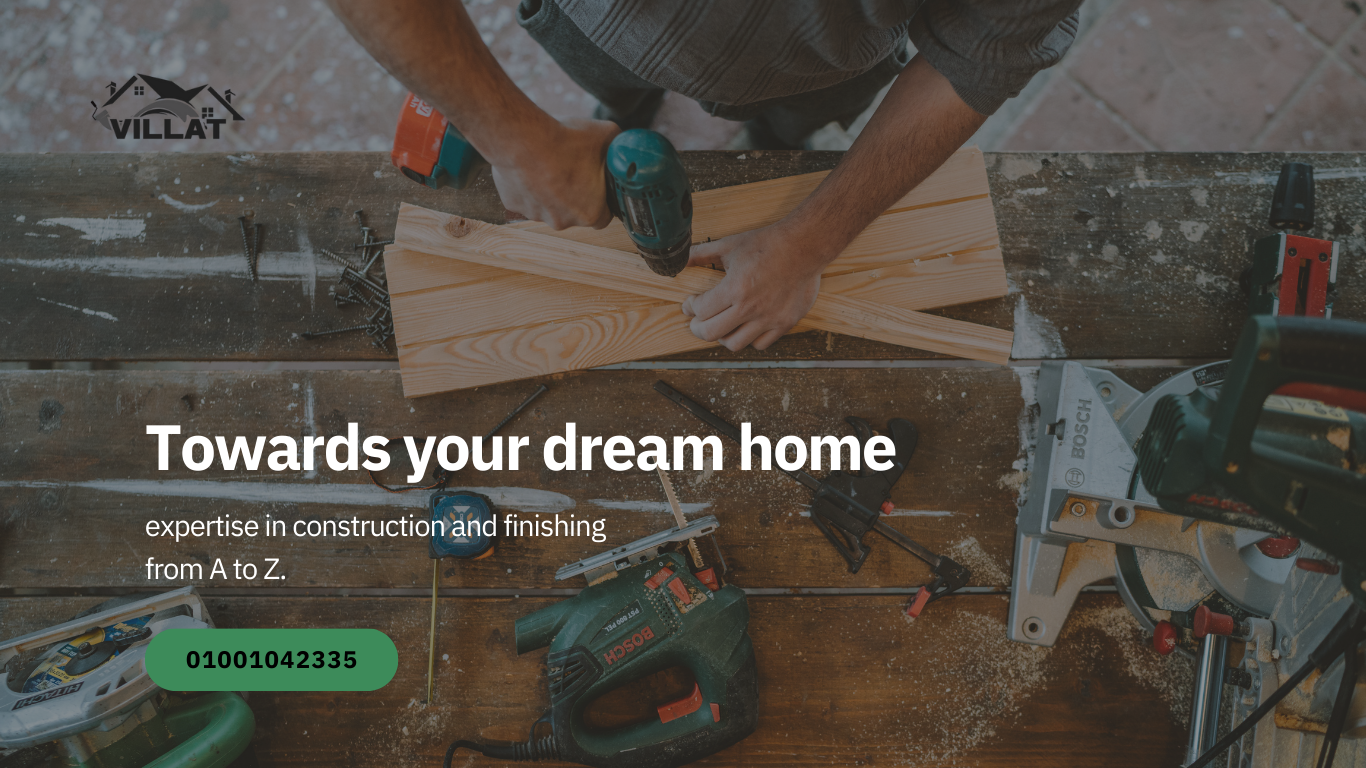 VILLAT
Towards your dream home
expertise in construction and finishing
from A to Z.
01001042335
BOSCH
BOSCH
PST 800 PEL
HITACHI